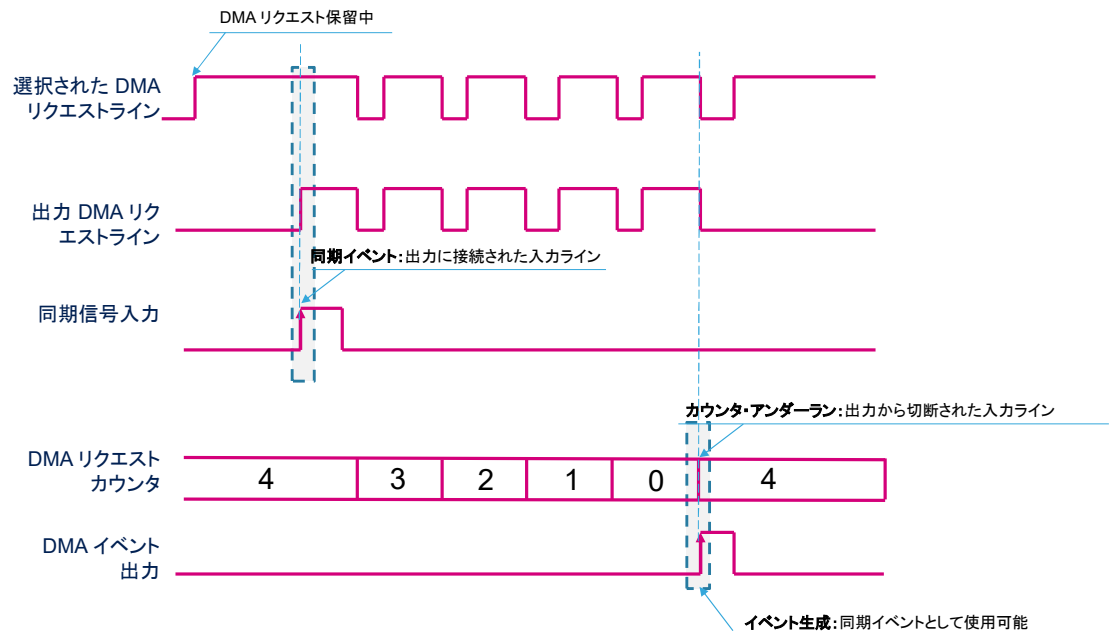 DMA リクエスト保留中
選択された DMA
リクエストライン
出力 DMA リク
エストライン
同期イベント：出力に接続された入力ライン
同期信号入力
カウンタ・アンダーラン：出力から切断された入力ライン
DMA リクエスト
カウンタ
4 3 2 1 0 4
DMA イベント
出力
イベント生成：同期イベントとして使用可能